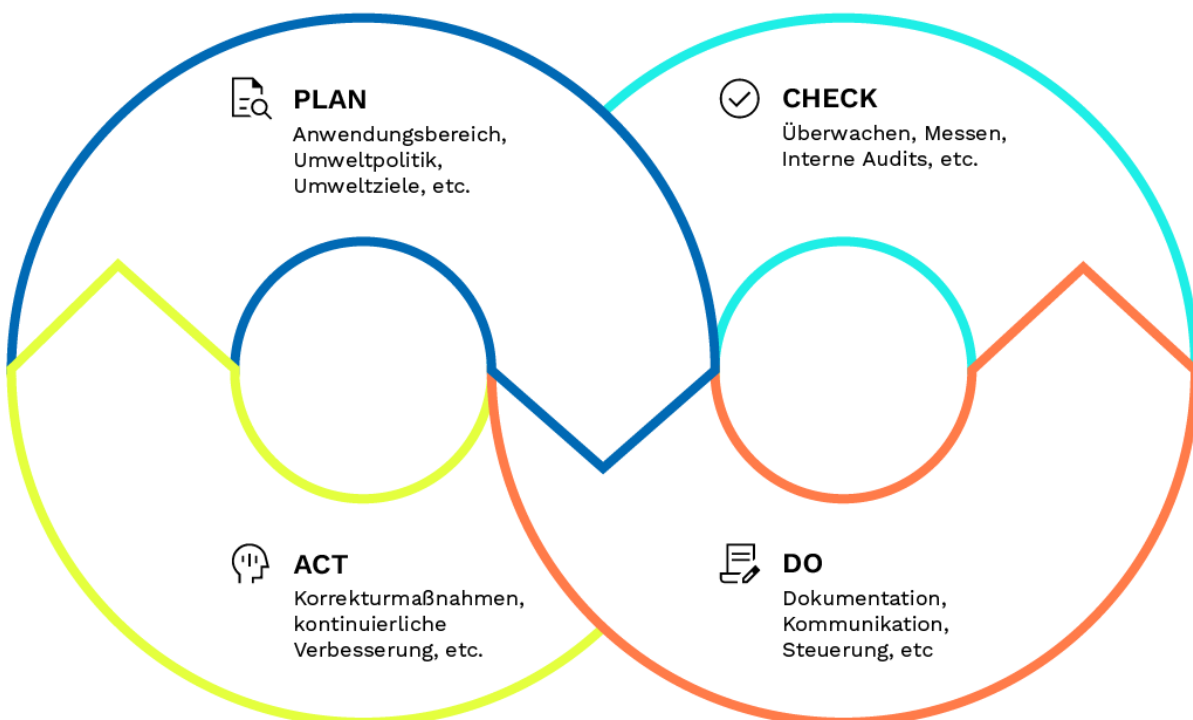 PLAN
Anwendungsbereich,
Umweltpolitik,
Umweltziele, etc.
CHECK
Überwachen, Messen,
Interne Audits, etc.
ACT
Korrekturmaßnahmen,
kontinuierliche
Verbesserung, etc.
DO
Dokumentation,
Kommunikation,
Steuerung, etc